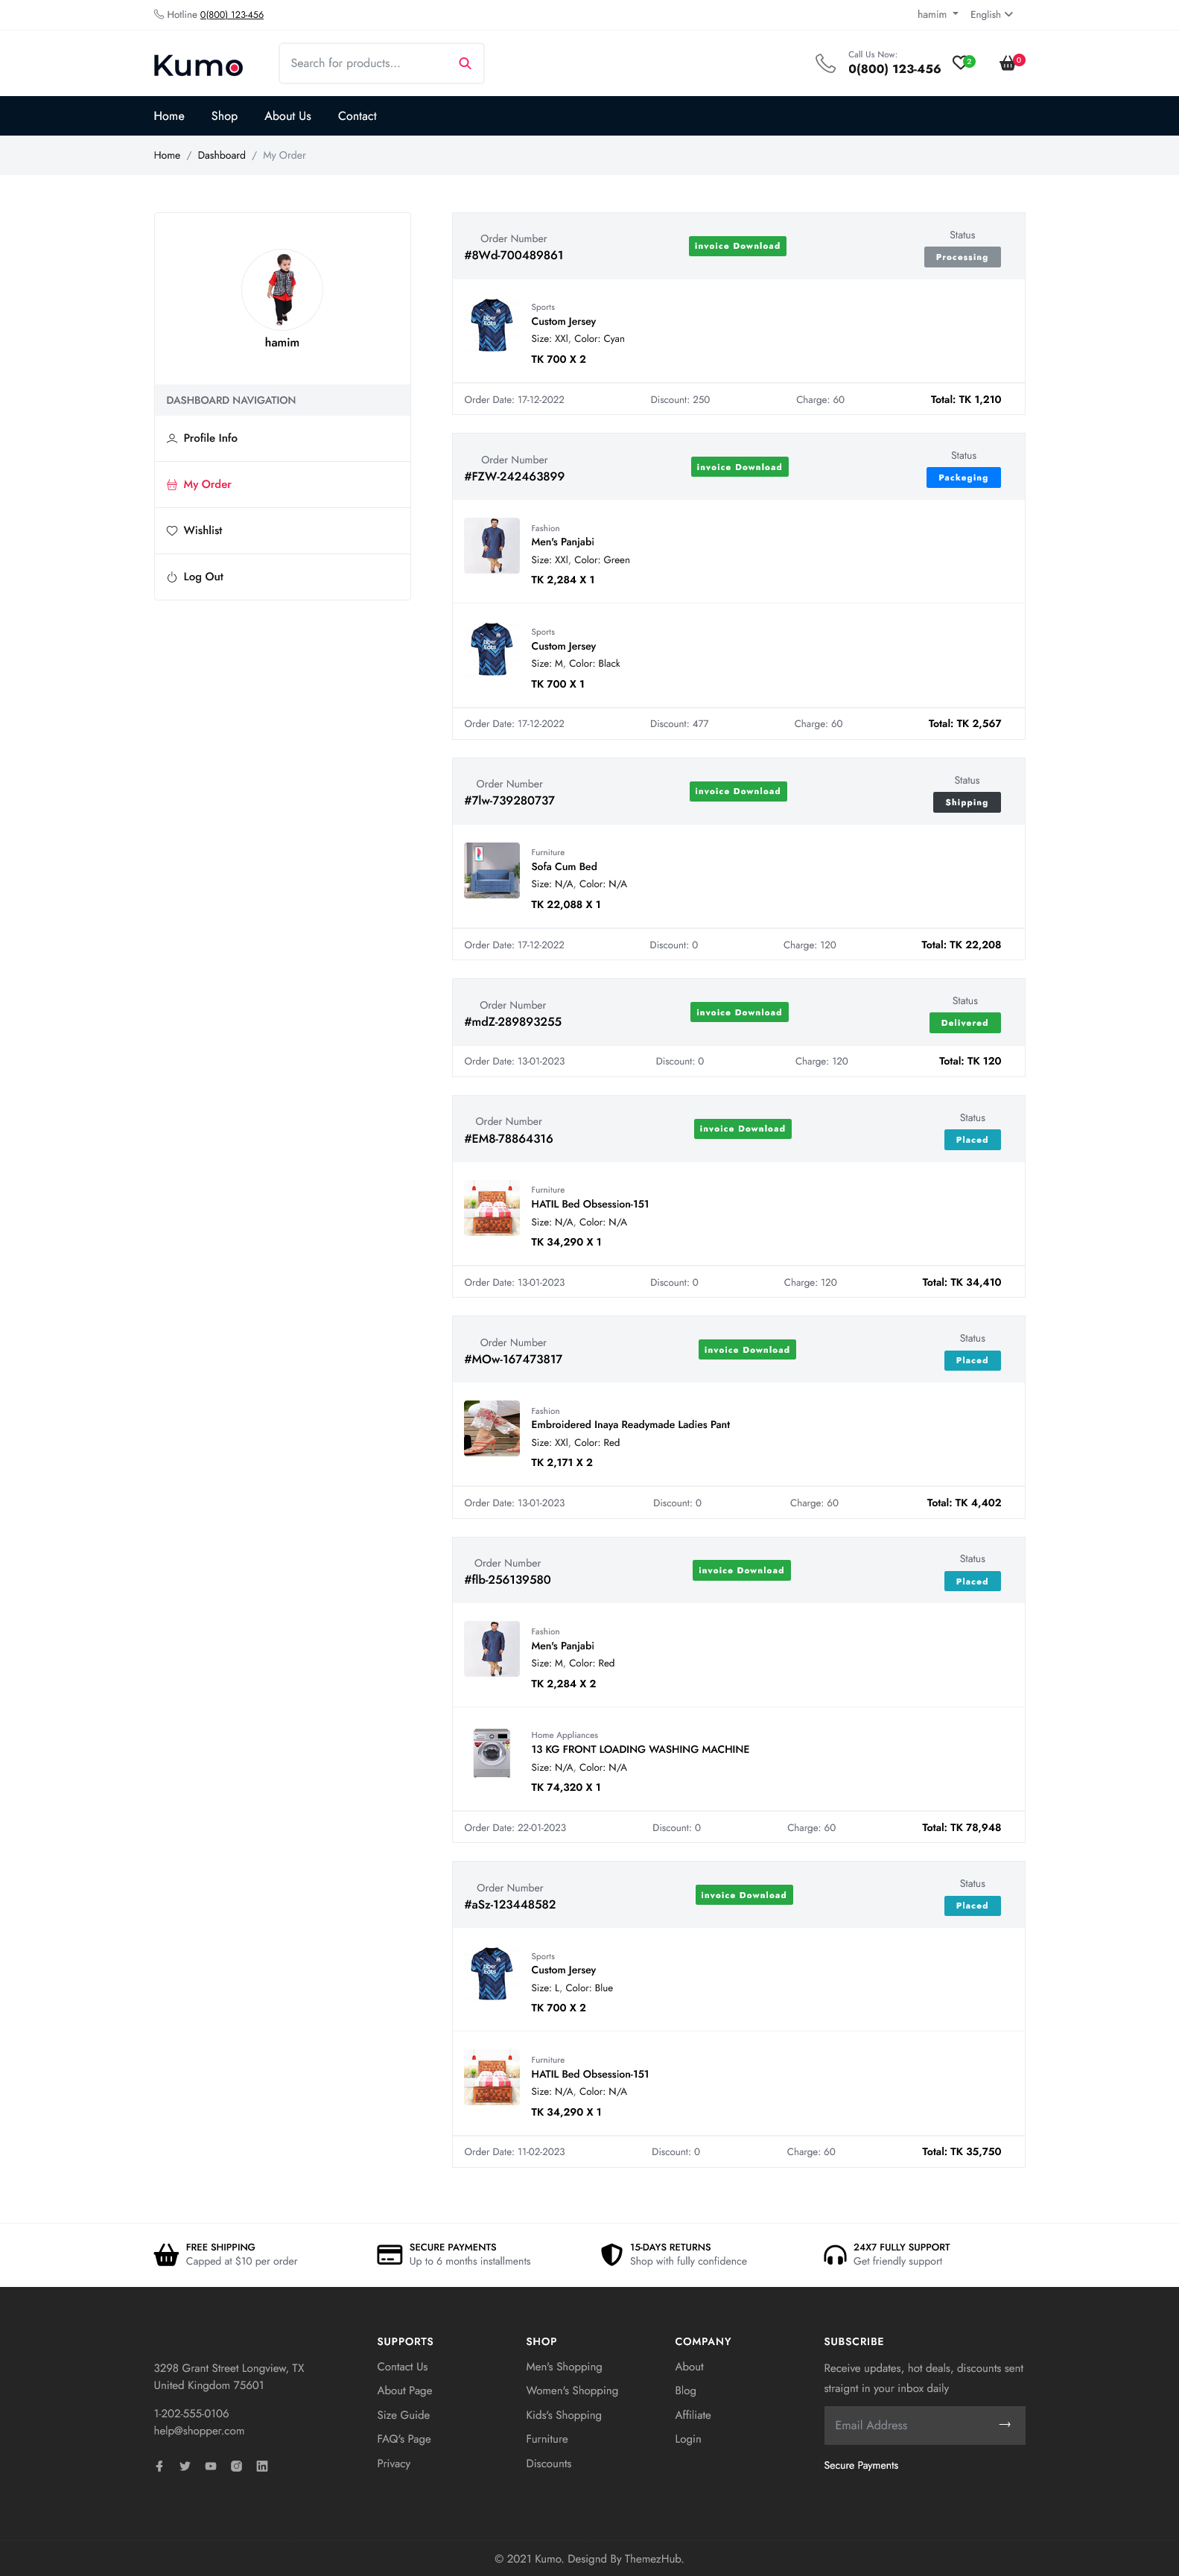 Hotline 0(800) 123-456
hamim
English
Kumo
Search for products...
Call Us Now:
0(800) 123-456
2
0
Home
Shop
About Us
Contact
Home / Dashboard / My Order
hamim
DASHBOARD NAVIGATION
Profile Info
My Order
Wishlist
Log Out
Order Number
#8Wd-700489861
invoice Download
Status
Processing
Sports
Custom Jersey
Size: XXl, Color: Cyan
TK 700 X 2
Order Date: 17-12-2022
Discount: 250
Charge: 60
Total: TK 1,210
Order Number
#FZW-242463899
invoice Download
Status
Packeging
Fashion
Men's Panjabi
Size: XXl, Color: Green
TK 2,284 X 1
Sports
Custom Jersey
Size: M, Color: Black
TK 700 X 1
Order Date: 17-12-2022
Discount: 477
Charge: 60
Total: TK 2,567
Order Number
#7lw-739280737
invoice Download
Status
Shipping
Furniture
Sofa Cum Bed
Size: N/A, Color: N/A
TK 22,088 X 1
Order Date: 17-12-2022
Discount: 0
Charge: 120
Total: TK 22,208
Order Number
#mdZ-289893255
invoice Download
Status
Delivered
Order Date: 13-01-2023
Discount: 0
Charge: 120
Total: TK 120
Order Number
#EM8-78864316
invoice Download
Status
Placed
Furniture
HATIL Bed Obsession-151
Size: N/A, Color: N/A
TK 34,290 X 1
Order Date: 13-01-2023
Discount: 0
Charge: 120
Total: TK 34,410
Order Number
#MOw-167473817
invoice Download
Status
Placed
Fashion
Embroidered Inaya Readymade Ladies Pant
Size: XXl, Color: Red
TK 2,171 X 2
Order Date: 13-01-2023
Discount: 0
Charge: 60
Total: TK 4,402
Order Number
#flb-256139580
invoice Download
Status
Placed
Fashion
Men's Panjabi
Size: M, Color: Red
TK 2,284 X 2
Home Appliances
13 KG FRONT LOADING WASHING MACHINE
Size: N/A, Color: N/A
TK 74,320 X 1
Order Date: 22-01-2023
Discount: 0
Charge: 60
Total: TK 78,948
Order Number
#aSz-123448582
invoice Download
Status
Placed
Sports
Custom Jersey
Size: L, Color: Blue
TK 700 X 2
Furniture
HATIL Bed Obsession-151
Size: N/A, Color: N/A
TK 34,290 X 1
Order Date: 11-02-2023
Discount: 0
Charge: 60
Total: TK 35,750
FREE SHIPPING
Capped at $10 per order
SECURE PAYMENTS
Up to 6 months installments
15-DAYS RETURNS
Shop with fully confidence
24X7 FULLY SUPPORT
Get friendly support
3298 Grant Street Longview, TX
United Kingdom 75601
1-202-555-0106
help@shopper.com
SUPPORTS
Contact Us
About Page
Size Guide
FAQ's Page
Privacy
SHOP
Men's Shopping
Women's Shopping
Kids's Shopping
Furniture
Discounts
COMPANY
About
Blog
Affiliate
Login
SUBSCRIBE
Receive updates, hot deals, discounts sent
straignt in your inbox daily
Email Address
Secure Payments
© 2021 Kumo. Designd By ThemezHub.